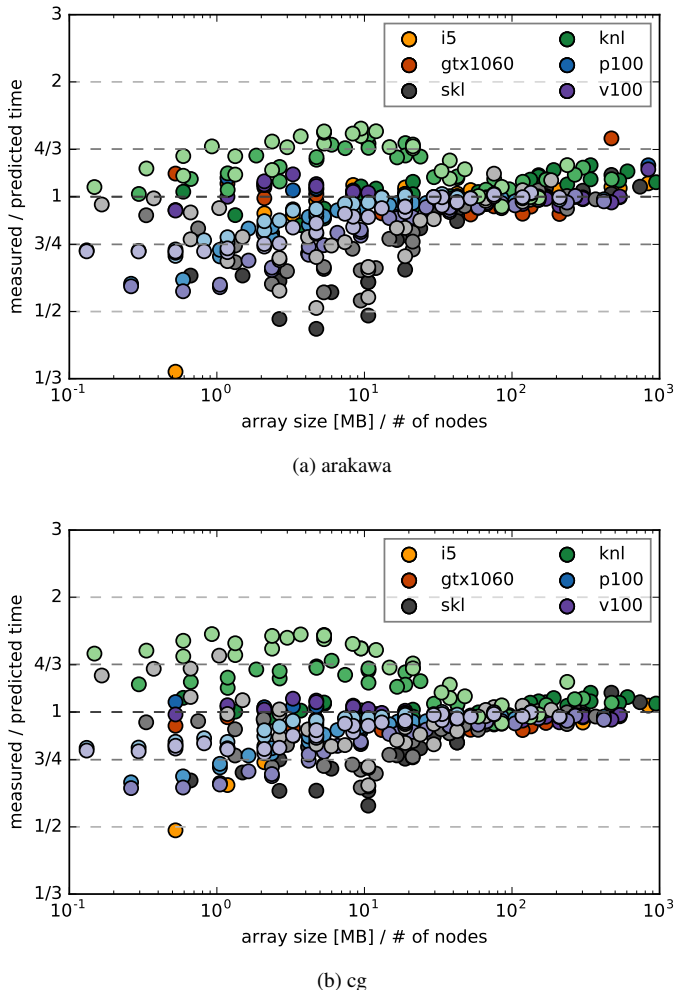 3
2
4/3
1
3/4
1/2
1/3
measured / predicted time
i5
gtx1060
skl
knl
p100
v100
10^-1
10^0
10^1
10^2
10^3
array size [MB] / # of nodes
(a) arakawa
3
2
4/3
1
3/4
1/2
1/3
measured / predicted time
i5
gtx1060
skl
knl
p100
v100
10^-1
10^0
10^1
10^2
10^3
array size [MB] / # of nodes
(b) cg